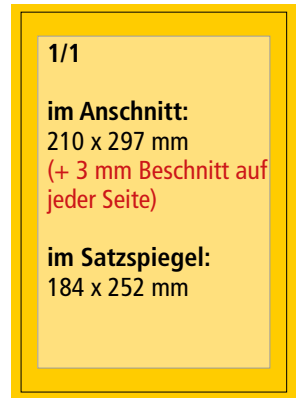 1/1
im Anschnitt:
210 x 297 mm
(+ 3 mm Beschnitt auf
jeder Seite)
im Satzspiegel:
184 x 252 mm